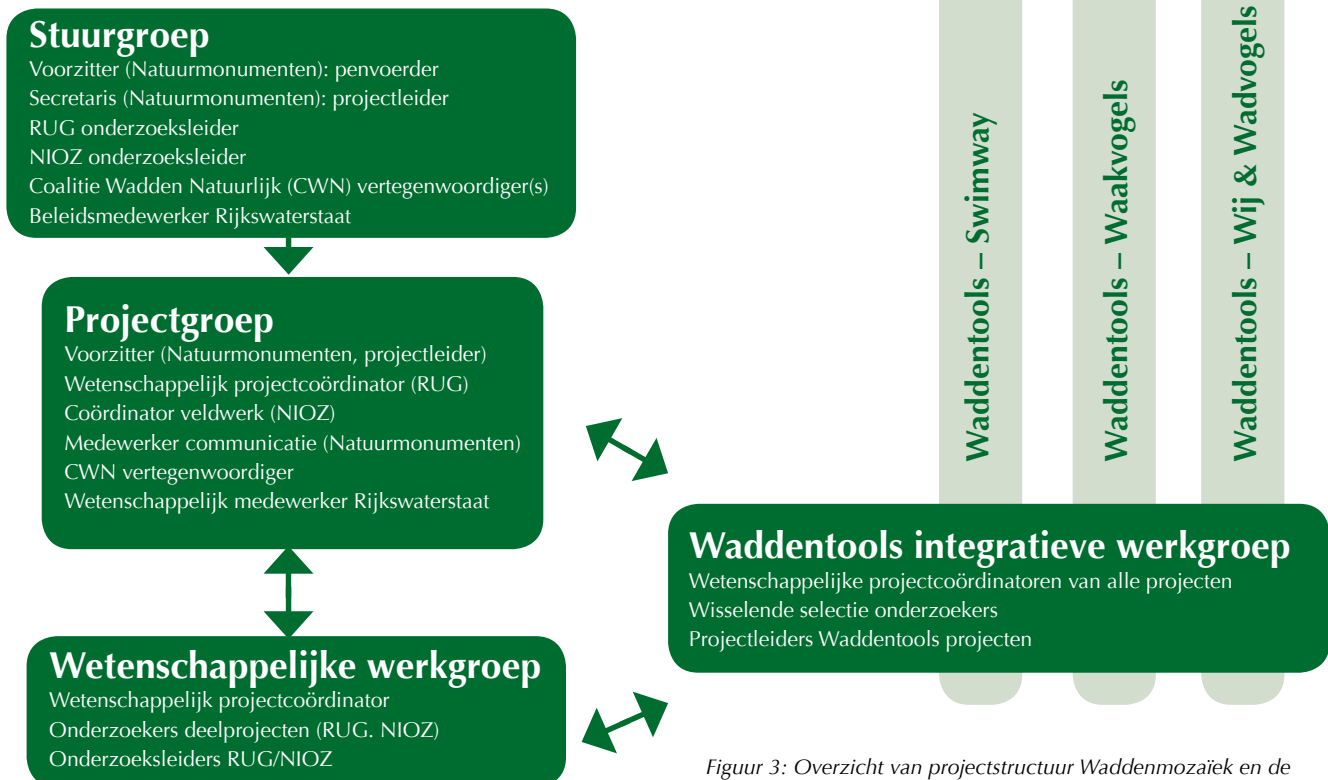 Stuurgroep
Voorzitter (Natuurmonumenten): penvoerder
Secretaris (Natuurmonumenten): projectleider
RUG onderzoeksleider
NIOZ onderzoeksleider
Coalitie Wadden Natuurlijk (CWN) vertegenwoordiger(s)
Beleidsmedewerker Rijkswaterstaat
Projectgroep
Voorzitter (Natuurmonumenten, projectleider)
Wetenschappelijk projectcoördinator (RUG)
Coördinator veldwerk (NIOZ)
Medewerker communicatie (Natuurmonumenten)
CWN vertegenwoordiger
Wetenschappelijk medewerker Rijkswaterstaat
Wetenschappelijke werkgroep
Wetenschappelijk projectcoördinator
Onderzoekers deelprojecten (RUG. NIOZ)
Onderzoeksleiders RUG/NIOZ
Waddentools – Swimway
Waddentools – Waakvogels
Waddentools – Wij & Wadvogels
Waddentools integratieve werkgroep
Wetenschappelijke projectcoördinatoren van alle projecten
Wisselende selectie onderzoekers
Projectleiders Waddentools projecten
Figuur 3: Overzicht van projectstructuur Waddenmozaïek en de